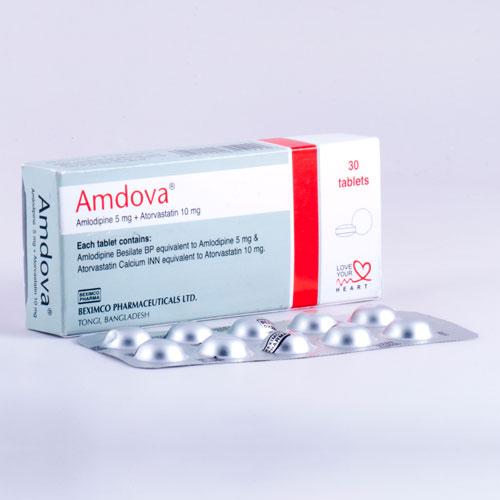 Amdova®
Amlodipine 5 mg + Atorvastatin 10 mg
Each tablet contains:
Amlodipine Besilate BP equivalent to Amlodipine 5 mg &
Atorvastatin Calcium INN equivalent to Atorvastatin 10 mg.
BEXIMCO
PHARMA
BEXIMCO PHARMACEUTICALS LTD.
TONGI, BANGLADESH
30
tablets
LOVE
YOUR
HEART
Amdova®
Amlodipine 5 mg + Atorvastatin 10 mg